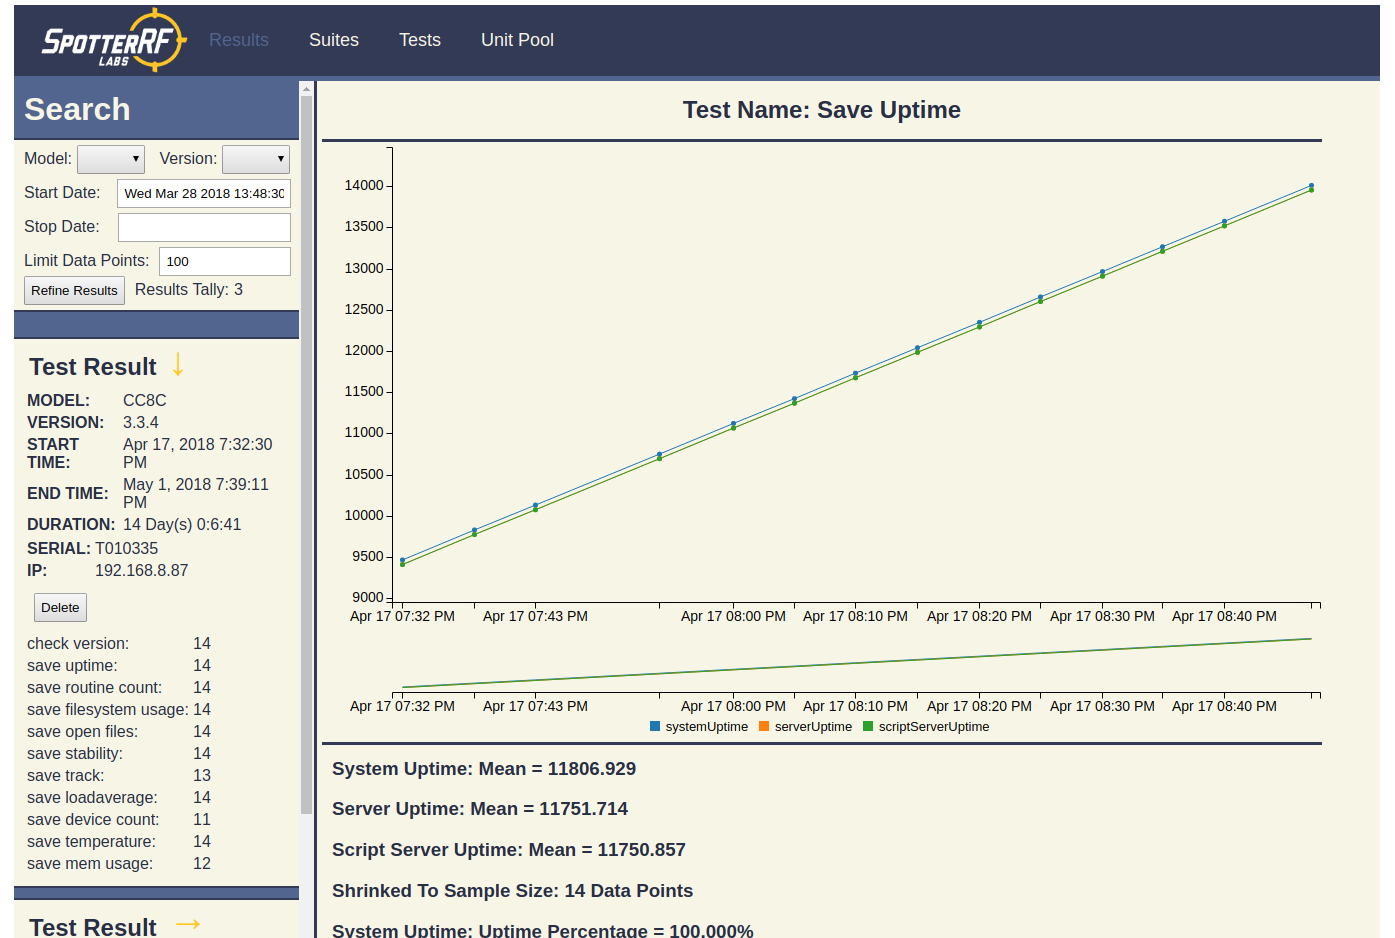 SPOTTERRF
LABS
Results
Suites
Tests
Unit Pool
Search
Model:
Version:
Start Date: Wed Mar 28 2018 13:48:30
Stop Date:
Limit Data Points: 100
Refine Results
Results Tally: 3
Test Result ↓
MODEL: CC8C
VERSION: 3.3.4
START TIME: Apr 17, 2018 7:32:30 PM
END TIME: May 1, 2018 7:39:11 PM
DURATION: 14 Day(s) 0:6:41
SERIAL: T010335
IP: 192.168.8.87
Delete
check version: 14
save uptime: 14
save routine count: 14
save filesystem usage: 14
save open files: 14
save stability: 14
save track: 13
save loadaverage: 14
save device count: 11
save temperature: 14
save mem usage: 12
Test Result →
Test Name: Save Uptime
14000
13500
13000
12500
12000
11500
11000
10500
10000
9500
9000
Apr 17 07:32 PM Apr 17 07:43 PM Apr 17 08:00 PM Apr 17 08:10 PM Apr 17 08:20 PM Apr 17 08:30 PM Apr 17 08:40 PM
Apr 17 07:32 PM Apr 17 07:43 PM Apr 17 08:00 PM Apr 17 08:10 PM Apr 17 08:20 PM Apr 17 08:30 PM Apr 17 08:40 PM
systemUptime serverUptime scriptServerUptime
System Uptime: Mean = 11806.929
Server Uptime: Mean = 11751.714
Script Server Uptime: Mean = 11750.857
Shrinked To Sample Size: 14 Data Points
System Uptime: Uptime Percentage = 100.000%